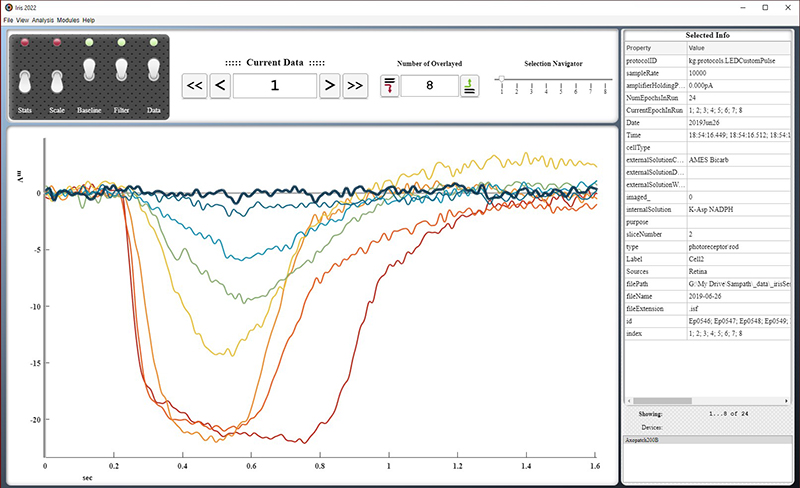 Iris 2022
File View Analysis Modules Help
Stats Scale Baseline Filter Data
::::: Current Data :::::
<< < 1 > >>
Number of Overlayed
8
Selection Navigator
1 2 3 4 5 6 7 8
Selected Info
Property Value
protocolID kg.protocols.LEDCustomPulse
sampleRate 10000
amplifierHoldingP... 0.000pA
NumEpochsInRun 24
CurrentEpochInRun 1; 2; 3; 4; 5; 6; 7; 8
Date 2019Jun26
Time 18:54:16.449; 18:54:16.512; 18:54:1
cellType
externalSolutionC... AMES Bicarb
externalSolutionD...
externalSolutionW...
imaged_ 0
internalSolution K-Asp NADPH
purpose
sliceNumber 2
type photoreceptor rod
Label Cell2
Sources Retina
filePath G:\My Drive\Sampath\_data\_irisSe
fileName 2019-06-26
fileExtension .isf
id Ep0546; Ep0547; Ep0548; Ep0549;
index 1; 2; 3; 4; 5; 6; 7; 8
Showing: 1...8 of 24
Devices:
Axopatch200B
0
-5
-10
-15
-20
0 0.2 0.4 0.6 0.8 1 1.2 1.4 1.6
sec